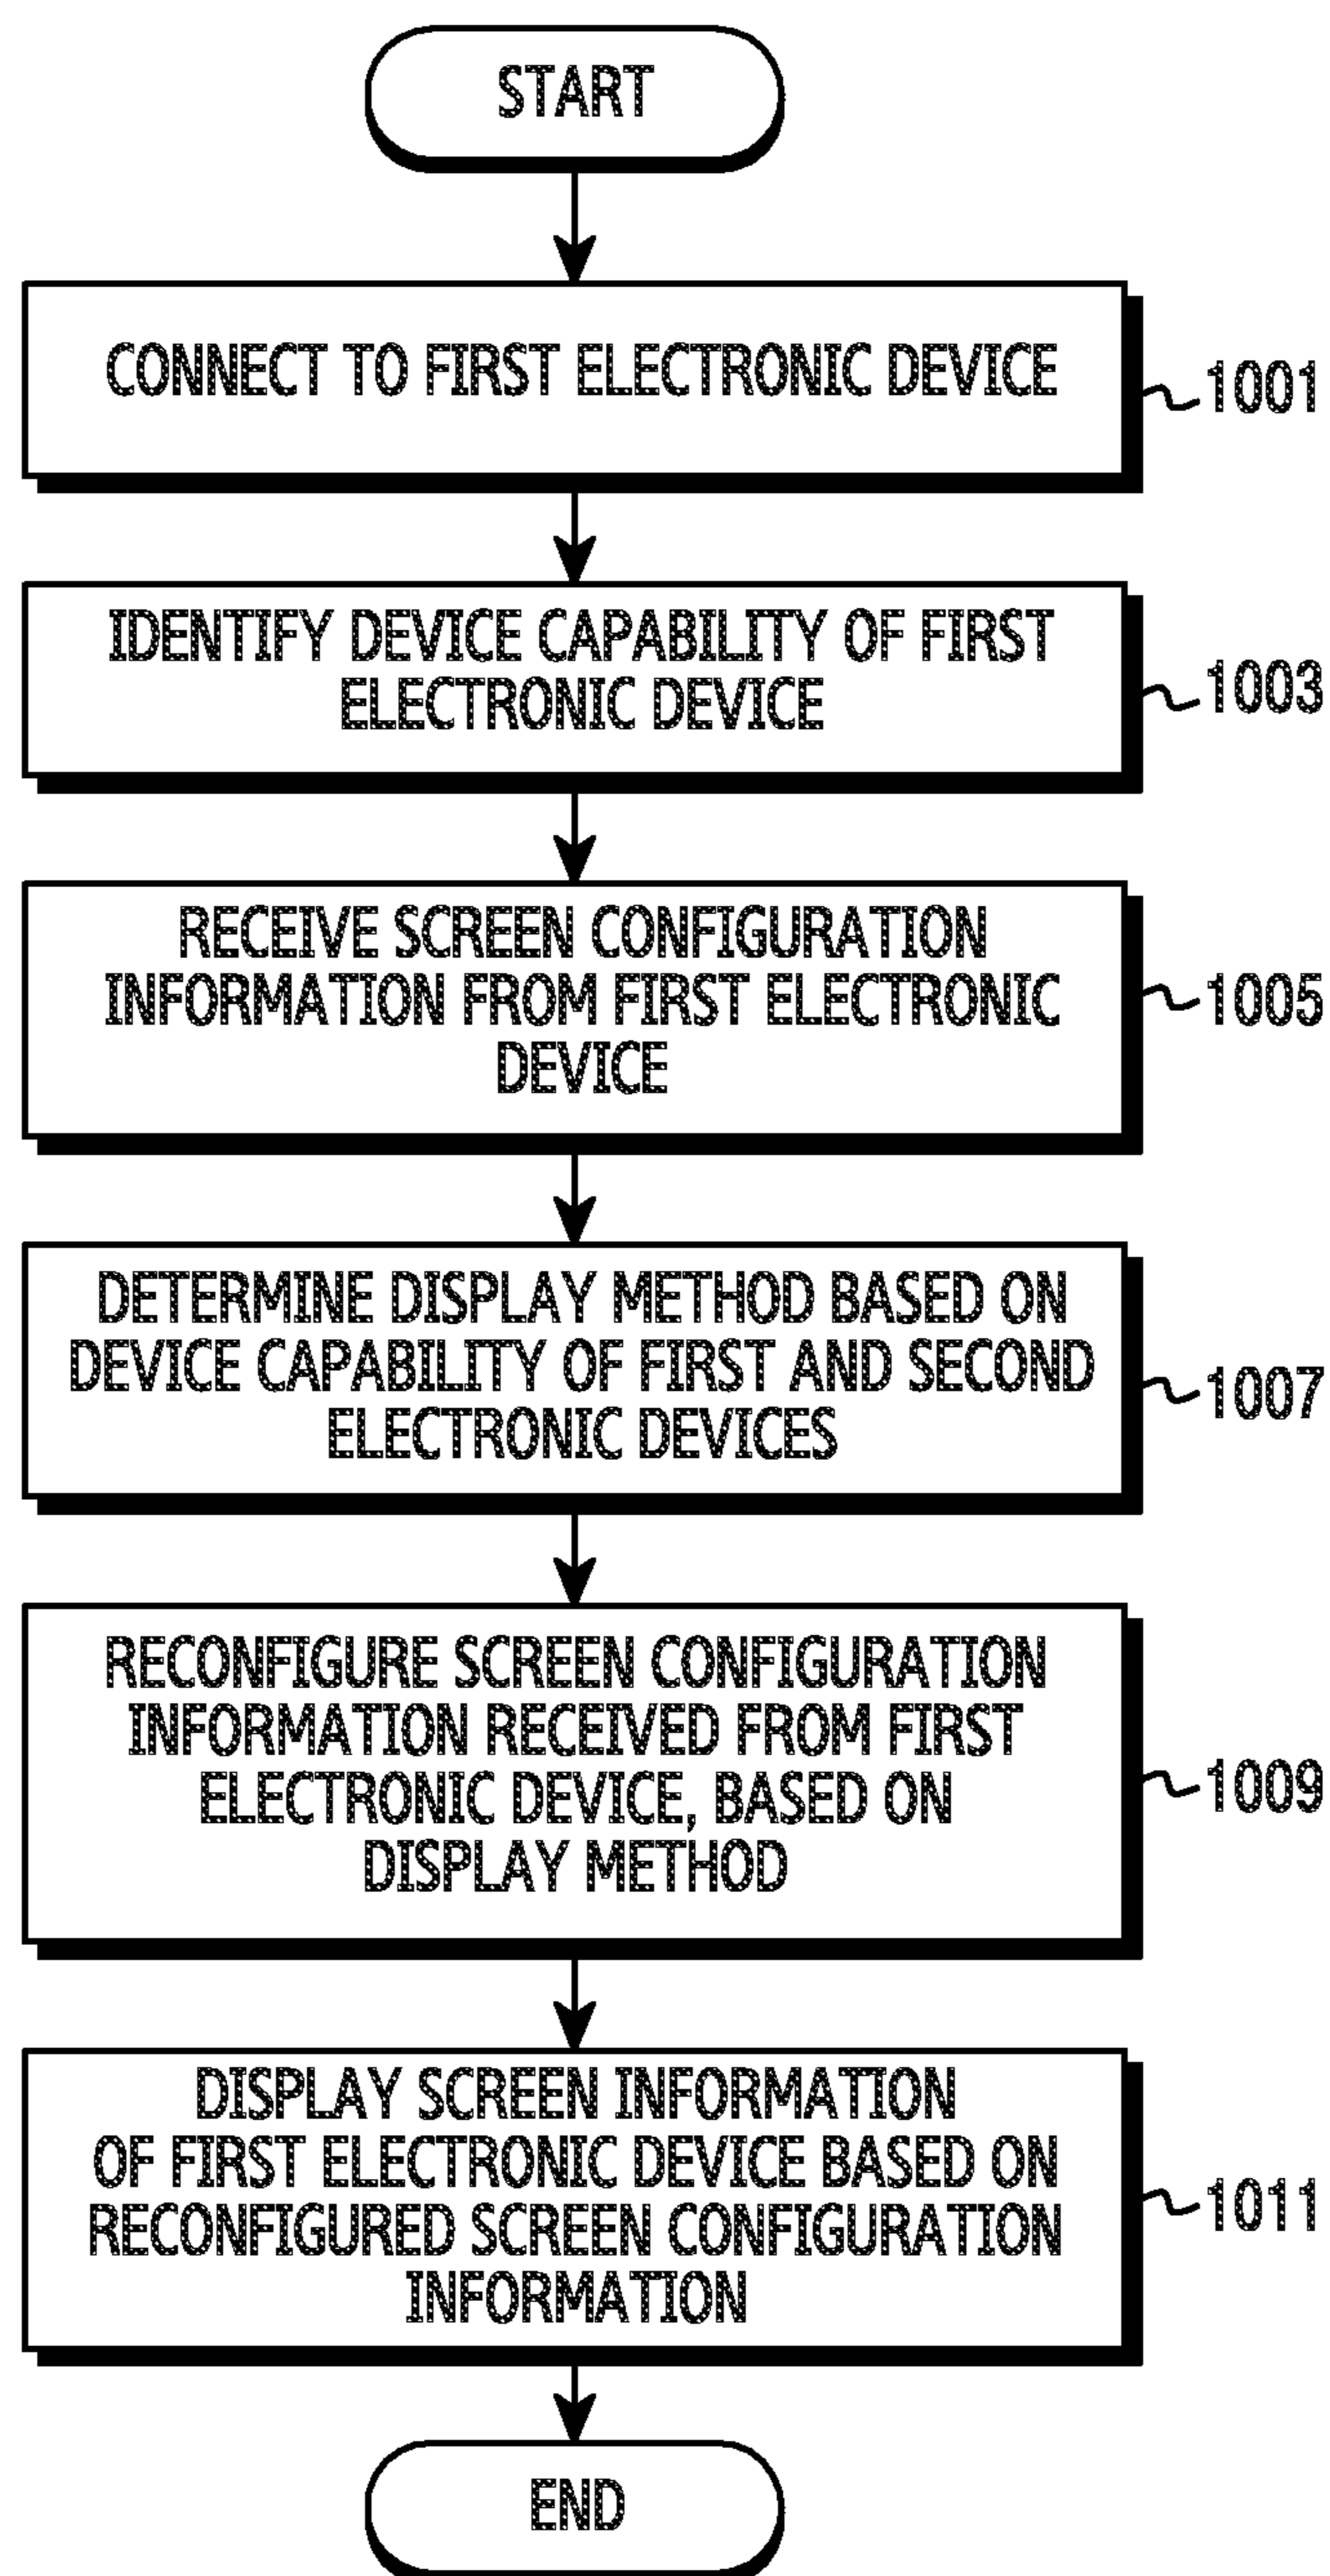 START
CONNECT TO FIRST ELECTRONIC DEVICE
1001
IDENTIFY DEVICE CAPABILITY OF FIRST
ELECTRONIC DEVICE
1003
RECEIVE SCREEN CONFIGURATION
INFORMATION FROM FIRST ELECTRONIC
DEVICE
1005
DETERMINE DISPLAY METHOD BASED ON
DEVICE CAPABILITY OF FIRST AND SECOND
ELECTRONIC DEVICES
1007
RECONFIGURE SCREEN CONFIGURATION
INFORMATION RECEIVED FROM FIRST
ELECTRONIC DEVICE, BASED ON
DISPLAY METHOD
1009
DISPLAY SCREEN INFORMATION
OF FIRST ELECTRONIC DEVICE BASED ON
RECONFIGURED SCREEN CONFIGURATION
INFORMATION
1011
END